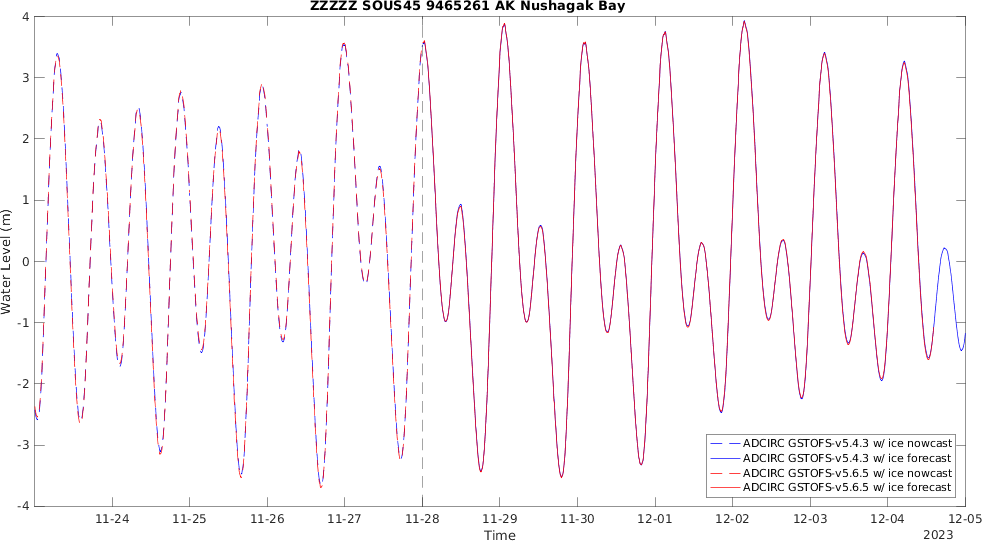 ZZZZZ SOUS45 9465261 AK Nushagak Bay
4
3
2
1
0
-1
-2
-3
-4
Water Level (m)
ADCIRC GSTOFS-v5.4.3 w/ ice nowcast
ADCIRC GSTOFS-v5.4.3 w/ ice forecast
ADCIRC GSTOFS-v5.6.5 w/ ice nowcast
ADCIRC GSTOFS-v5.6.5 w/ ice forecast
11-24 11-25 11-26 11-27 11-28 11-29 11-30 12-01 12-02 12-03 12-04 12-05
Time
2023